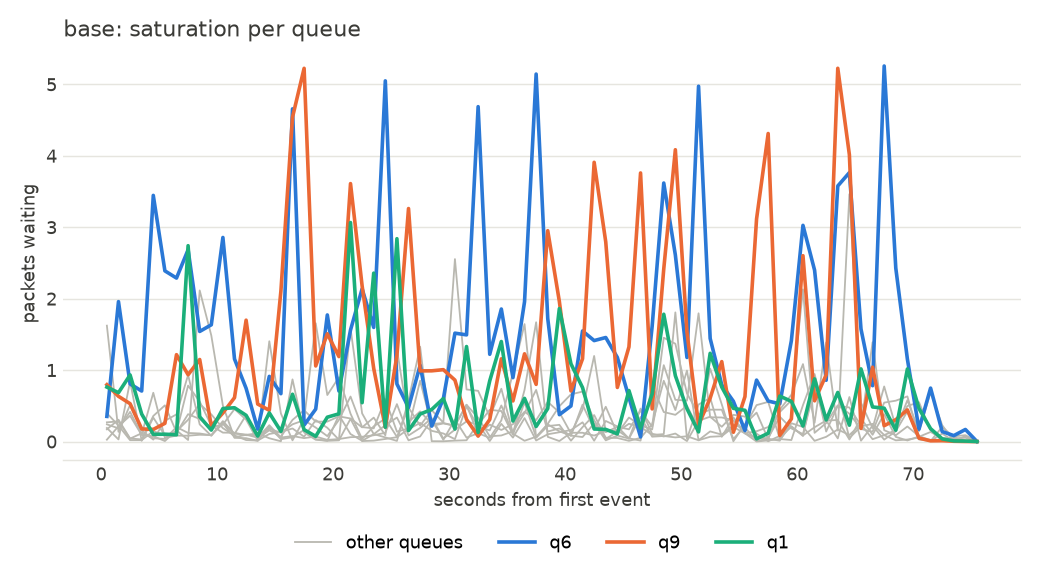 base: saturation per queue
packets waiting
5
4
3
2
1
0
0 10 20 30 40 50 60 70
seconds from first event
other queues q6 q9 q1